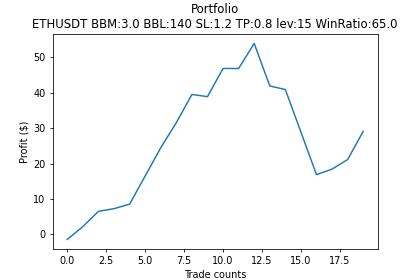 Portfolio
ETHUSDT BBM:3.0 BBL:140 SL:1.2 TP:0.8 lev:15 WinRatio:65.0
50
40
30
20
10
0
Profit ($)
0.0 2.5 5.0 7.5 10.0 12.5 15.0 17.5
Trade counts